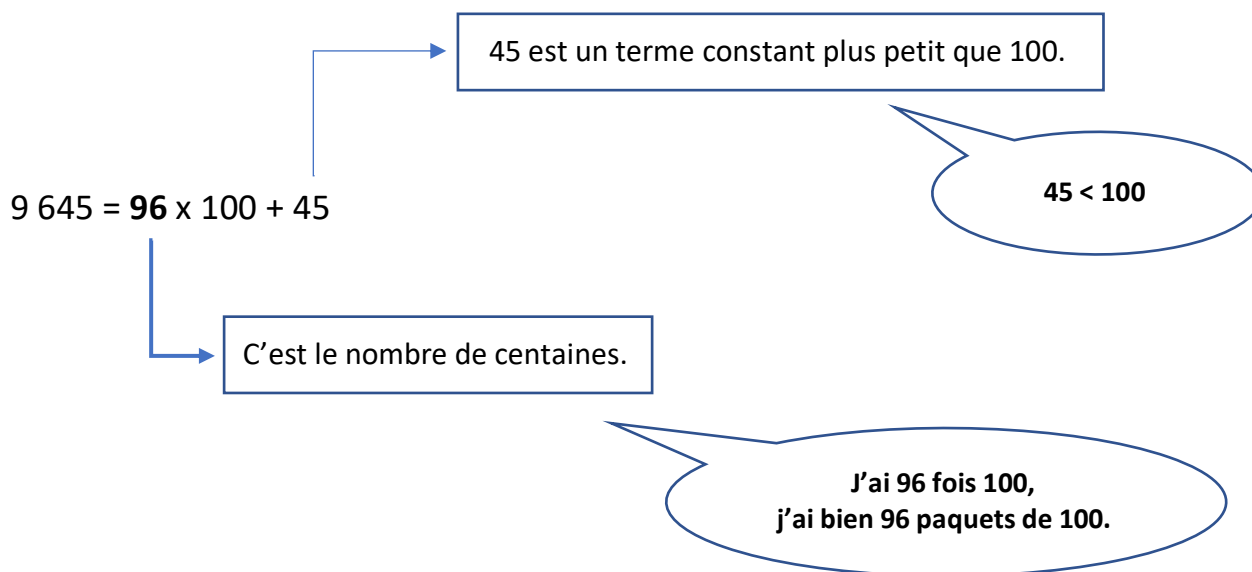 45 est un terme constant plus petit que 100.
45 < 100
9 645 = 96 x 100 + 45
C’est le nombre de centaines.
J’ai 96 fois 100,
j’ai bien 96 paquets de 100.